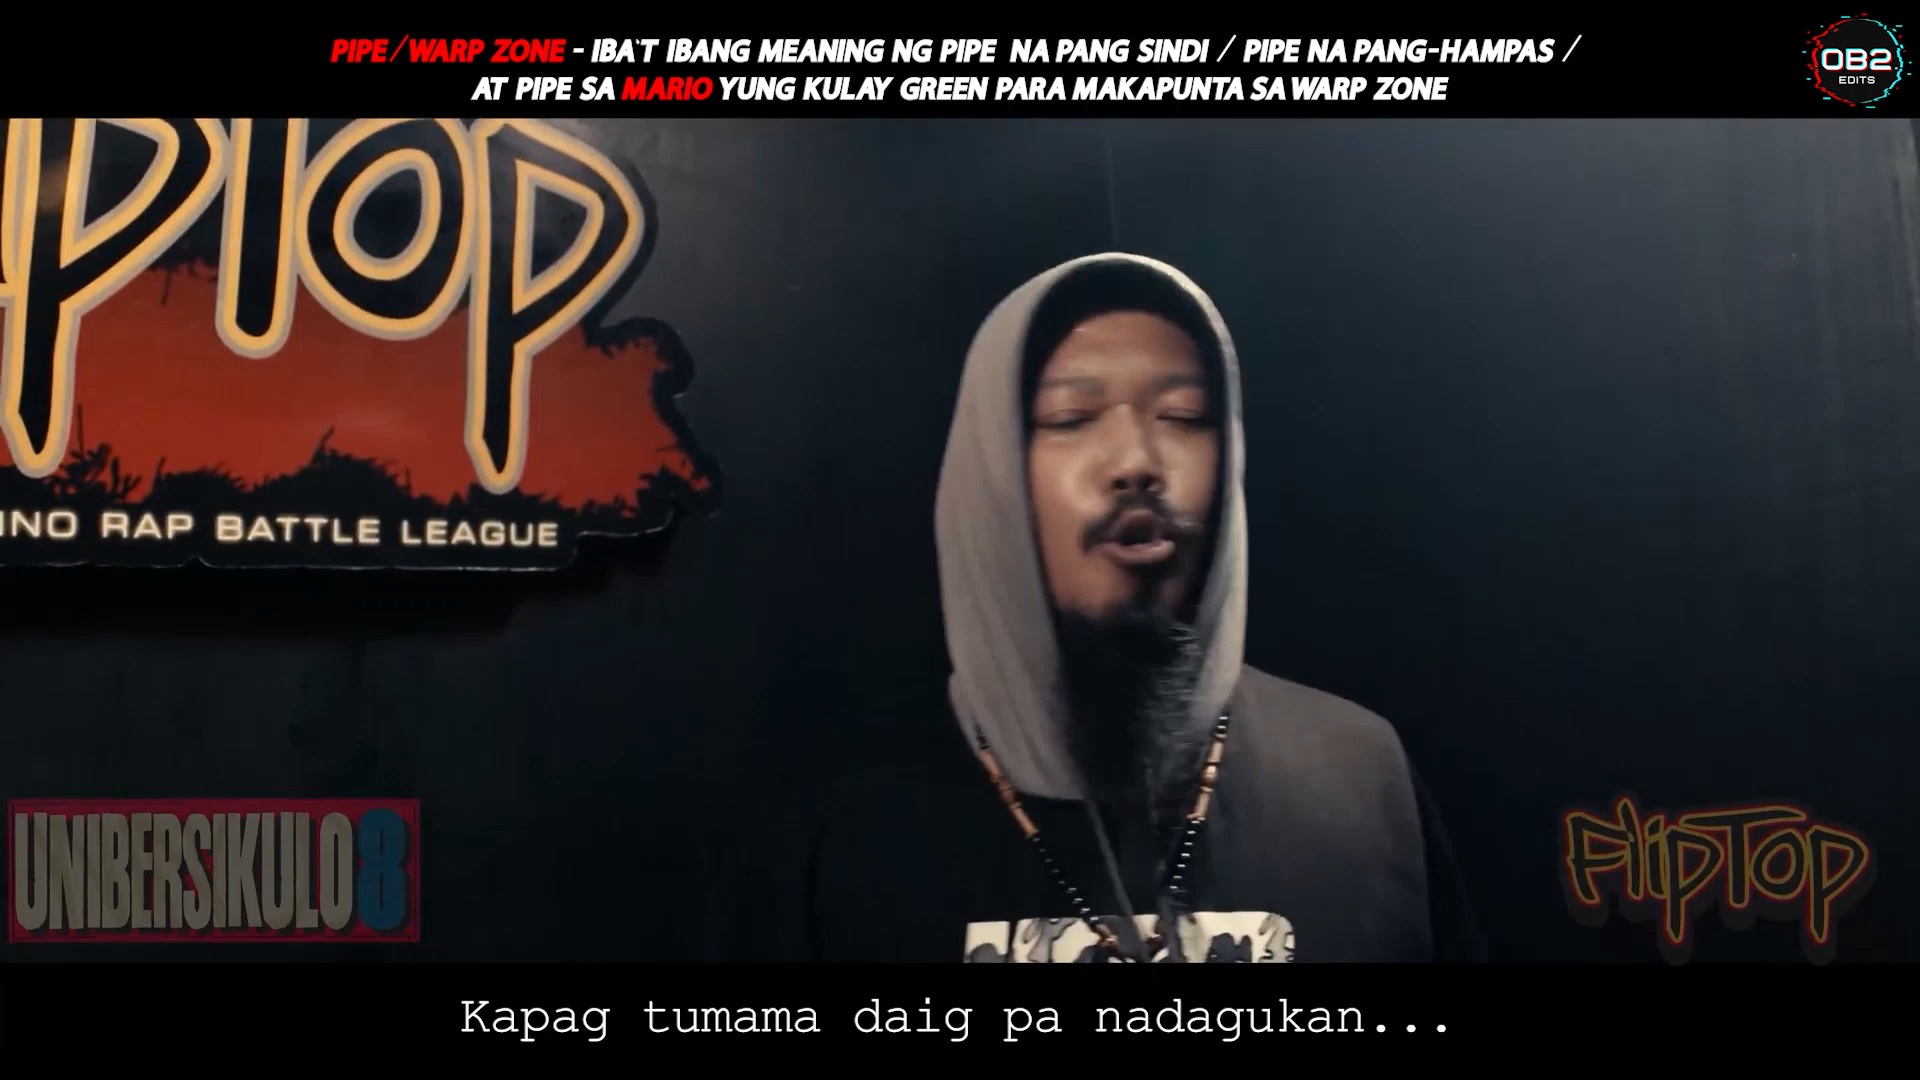 PIPE/WARP ZONE - IBA`T IBANG MEANING NG PIPE NA PANG SINDI / PIPE NA PANG-HAMPAS /
AT PIPE SA MARIO YUNG KULAY GREEN PARA MAKAPUNTA SA WARP ZONE
OB2
EDITS
pTOP
INO RAP BATTLE LEAGUE
UNIBERSIKULO8
FlipTop
Kapag tumama daig pa nadagukan...